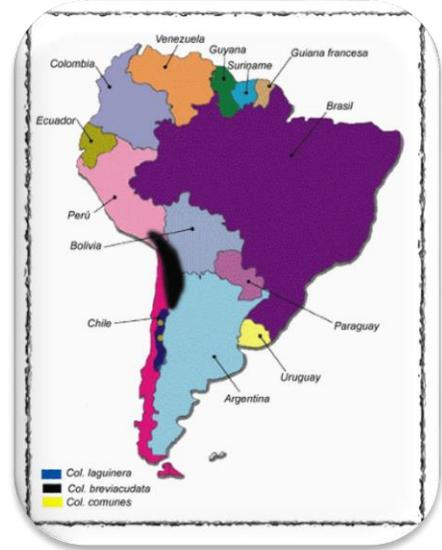 Venezuela
Guyana
Colombia
Suriname
Guiana francesa
Brasil
Ecuador
Perú
Bolivia
Chile
Paraguay
Uruguay
Argentina
Col. laguinera
Col. breviacudata
Col. comunes